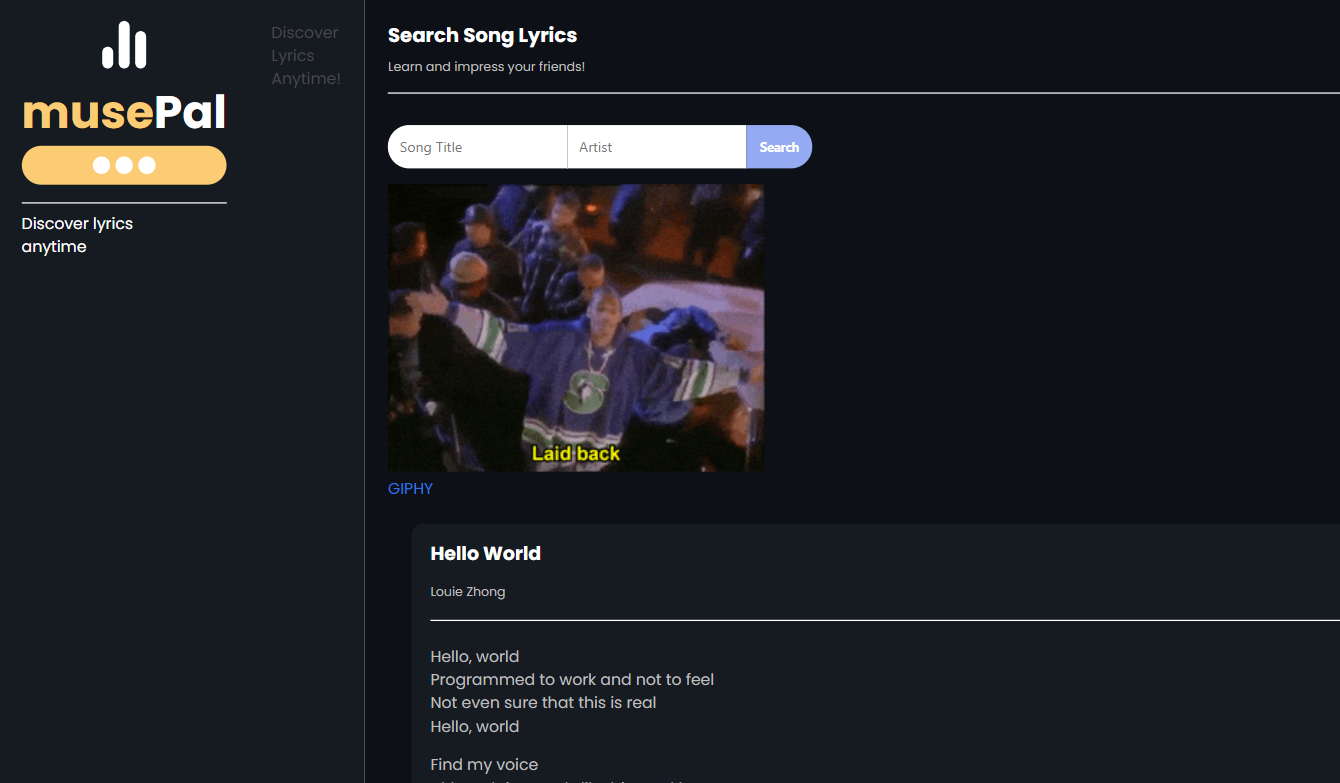 musePal
Discover lyrics
anytime
Discover
Lyrics
Anytime!
Search Song Lyrics
Learn and impress your friends!
Song Title
Artist
Search
Laid back
GIPHY
Hello World
Louie Zhong
Hello, world
Programmed to work and not to feel
Not even sure that this is real
Hello, world
Find my voice